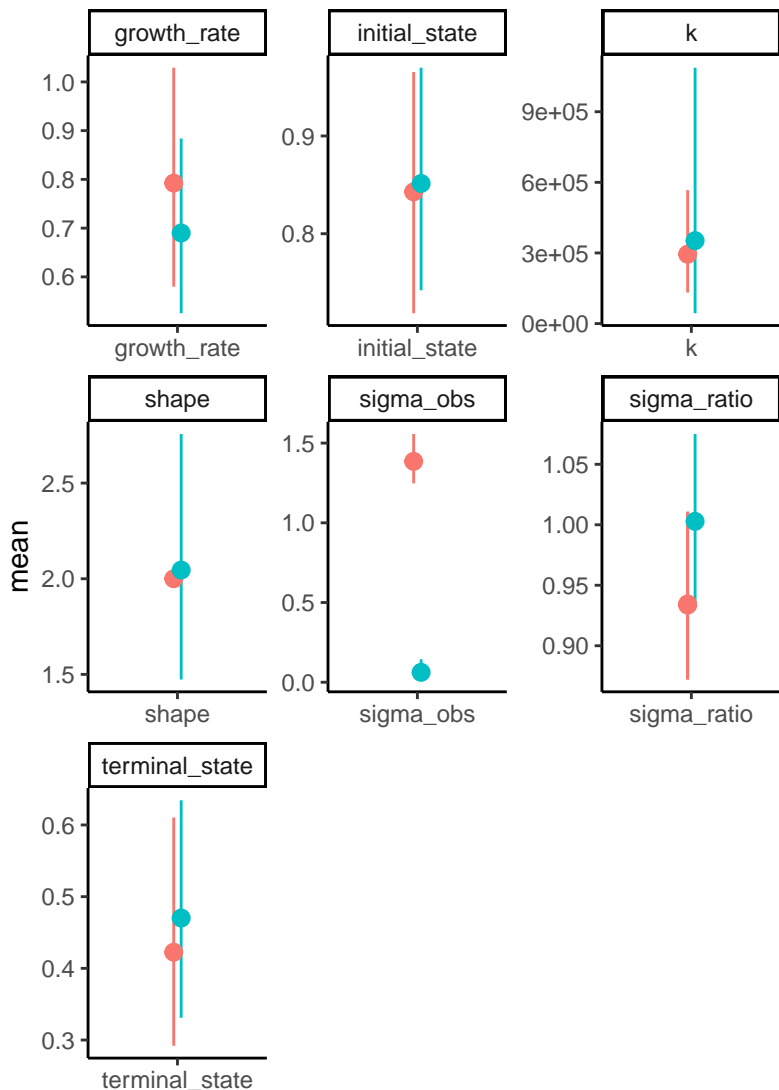 growth_rate
initial_state
k
1.0
0.9
0.8
0.7
0.6
growth_rate
0.9
0.8
initial_state
9e+05
6e+05
3e+05
0e+00
k
mean
shape
sigma_obs
sigma_ratio
2.5
2.0
1.5
shape
1.5
1.0
0.5
0.0
sigma_obs
1.05
1.00
0.95
0.90
sigma_ratio
terminal_state
0.6
0.5
0.4
0.3
terminal_state